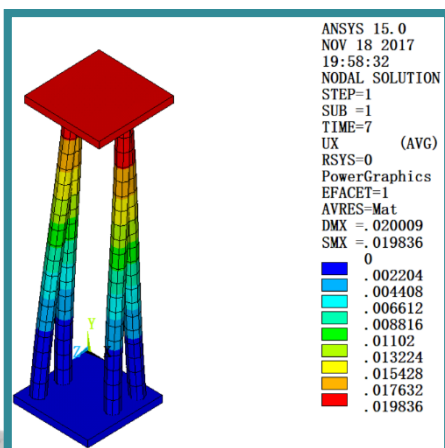 ANSYS 15.0
NOV 18 2017
19:58:32
NODAL SOLUTION
STEP=1
SUB =1
TIME=7
UX (AVG)
RSYS=0
PowerGraphics
EFACET=1
AVRES=Mat
DMX =.020009
SMX =.019836
0
.002204
.004408
.006612
.008816
.01102
.013224
.015428
.017632
.019836
Y
Z